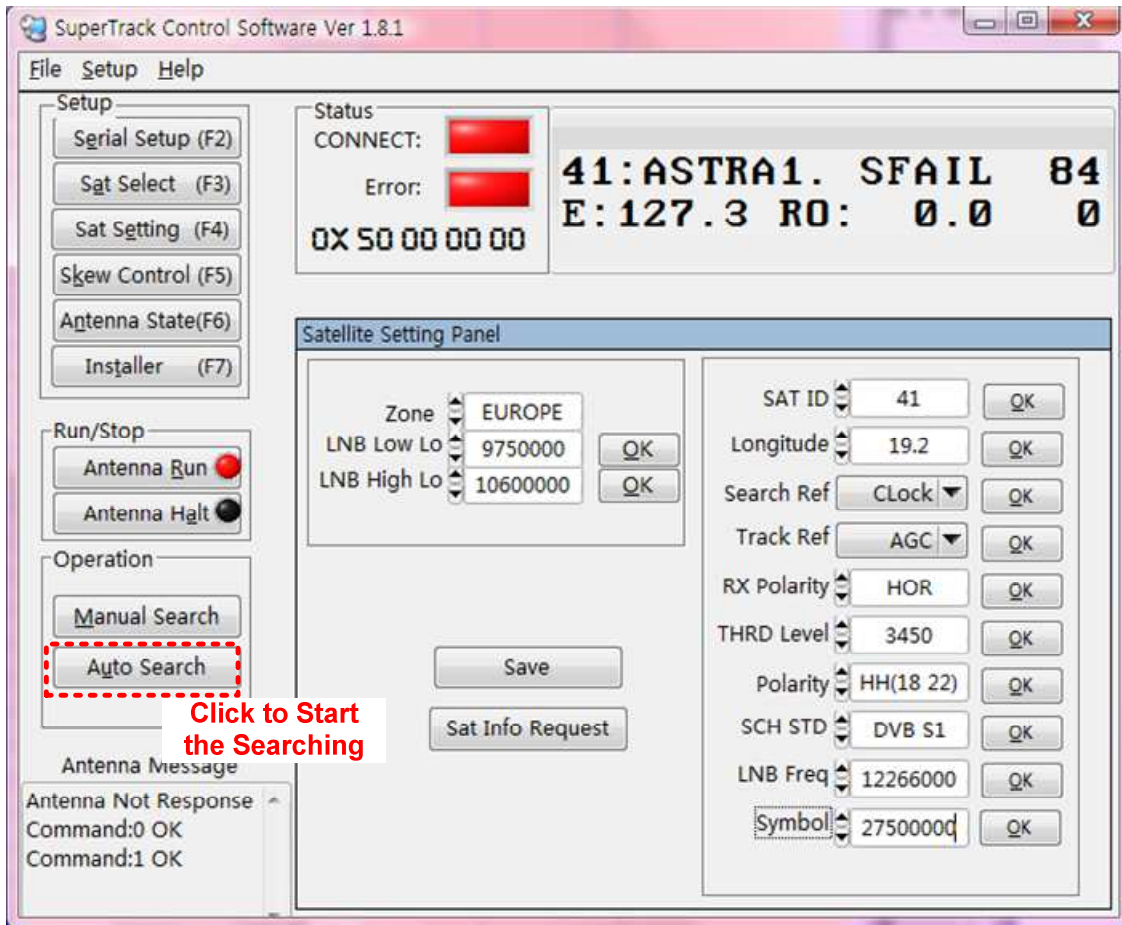 SuperTrack Control Software Ver 1.8.1
File Setup Help
Setup
Serial Setup (F2)
Sat Select (F3)
Sat Setting (F4)
Skew Control (F5)
Antenna State(F6)
Installer (F7)
Run/Stop
Antenna Run
Antenna Halt
Operation
Manual Search
Auto Search
Click to Start
the Searching
Antenna Message
Antenna Not Response
Command:0 OK
Command:1 OK
Status
CONNECT:
Error:
0X 50 00 00 00
41:ASTRA1. SFAIL 84
E:127.3 RO: 0.0 0
Satellite Setting Panel
Zone EUROPE
LNB Low Lo 9750000 OK
LNB High Lo 10600000 OK
Save
Sat Info Request
SAT ID 41 OK
Longitude 19.2 OK
Search Ref CLock OK
Track Ref AGC OK
RX Polarity HOR OK
THRD Level 3450 OK
Polarity HH(18 22) OK
SCH STD DVB S1 OK
LNB Freq 12266000 OK
Symbol 27500000 OK